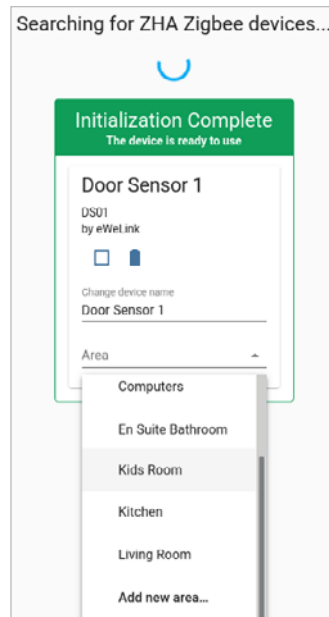 Searching for ZHA Zigbee devices...
Initialization Complete
The device is ready to use
Door Sensor 1
DS01
by eWeLink
Change device name
Door Sensor 1
Area
Computers
En Suite Bathroom
Kids Room
Kitchen
Living Room
Add new area...